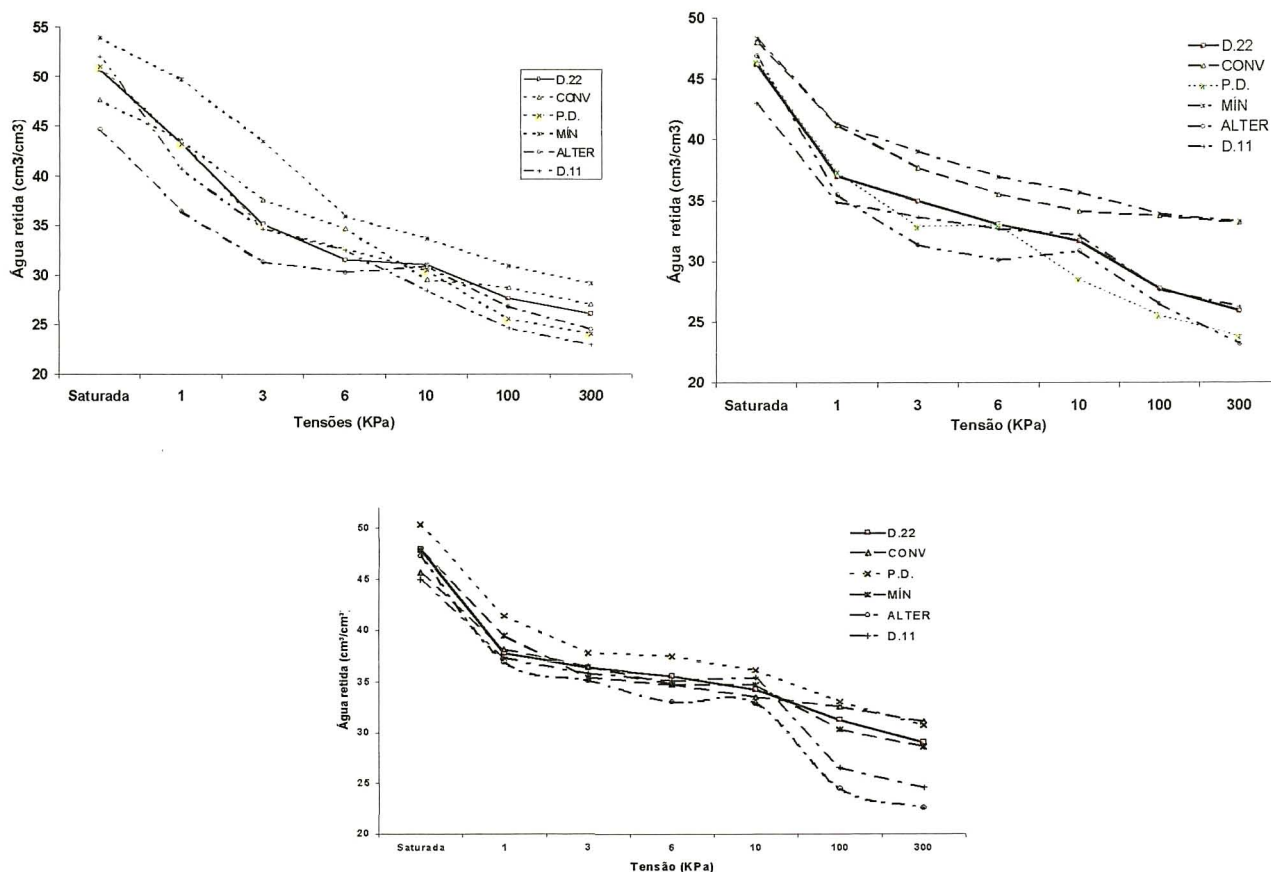 Água retida (cm3/cm3)
55
50
45
40
35
30
25
20
Saturada 1 3 6 10 100 300
Tensões (KPa)
D.22
CONV
P.D.
MÍN
ALTER
D.11
Água retida (cm3/cm3)
50
45
40
35
30
25
20
Saturada 1 3 6 10 100 300
Tensão (KPa)
D.22
CONV
P.D.
MÍN
ALTER
D.11
Água retida (cm³/cm³)
50
45
40
35
30
25
20
Saturada 1 3 6 10 100 300
Tensão (KPa)
D.22
CONV
P.D.
MÍN
ALTER
D.11